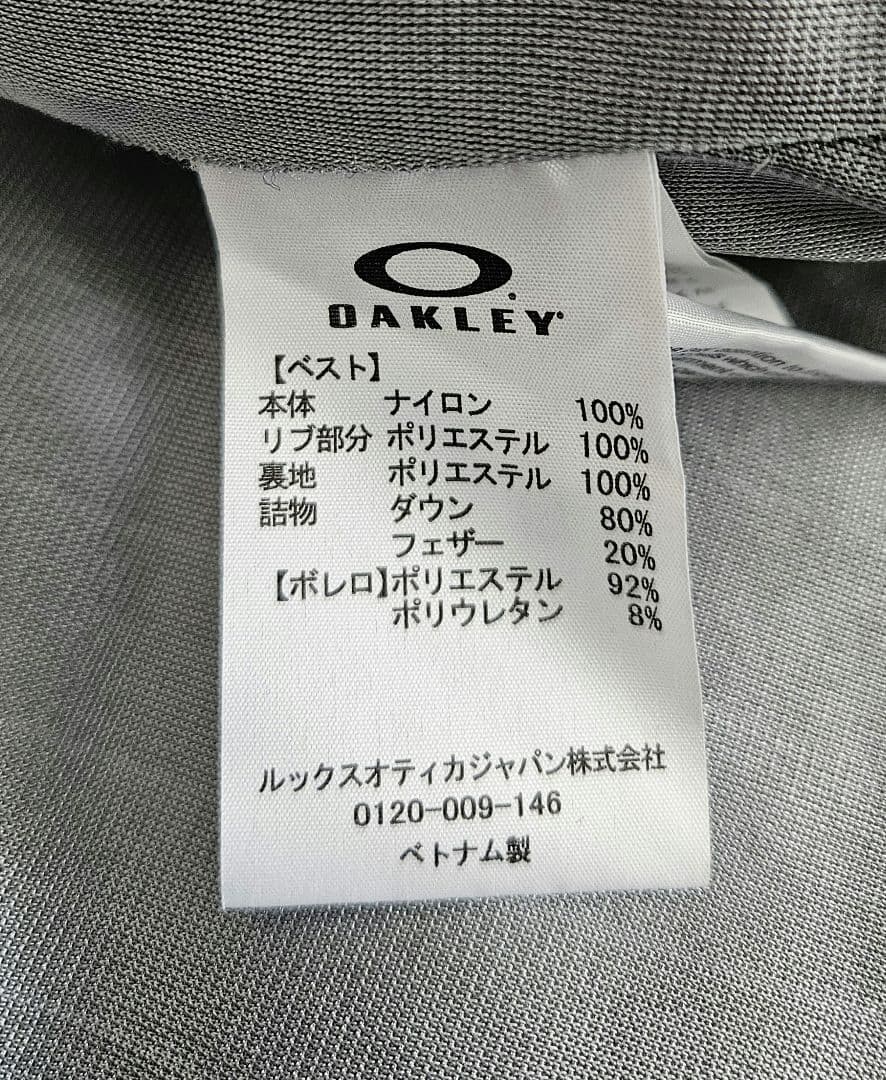 OAKLEY
【ベスト】
本体 ナイロン 100%
リブ部分 ポリエステル 100%
裏地 ポリエステル 100%
詰物 ダウン 80%
フェザー 20%
【ボレロ】ポリエステル 92%
ポリウレタン 8%
ルックスオティカジャパン株式会社
0120-009-146
ベトナム製